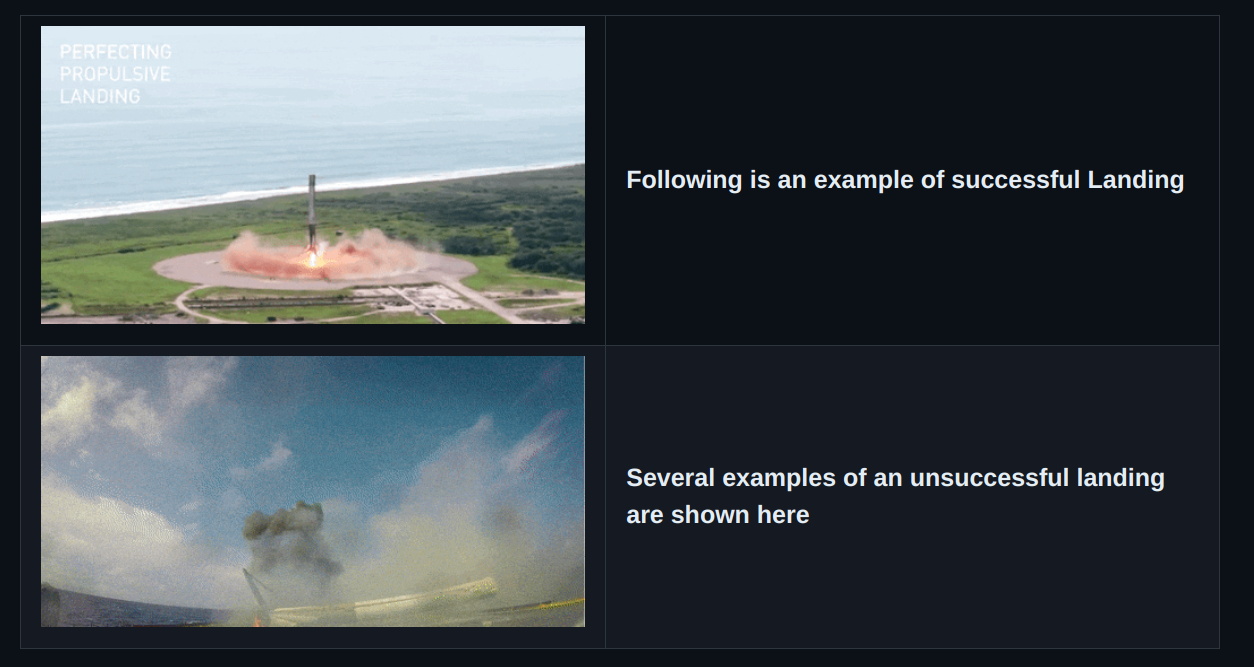 PERFECTING
PROPULSIVE
LANDING
Following is an example of successful Landing
Several examples of an unsuccessful landing
are shown here